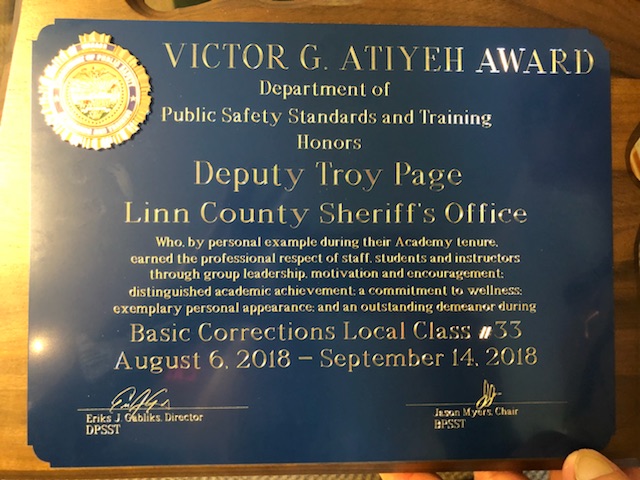 VICTOR G. ATIYEH AWARD
Department of
Public Safety Standards and Training
Honors
Deputy Troy Page
Linn County Sheriff's Office
Who, by personal example during their Academy tenure,
earned the professional respect of staff, students and instructors
through group leadership, motivation and encouragement;
distinguished academic achievement; a commitment to wellness;
exemplary personal appearance; and an outstanding demeanor during
Basic Corrections Local Class #33
August 6, 2018 – September 14, 2018
Eriks J. Gabliks, Director
DPSST
Jason Myers, Chair
BPSST